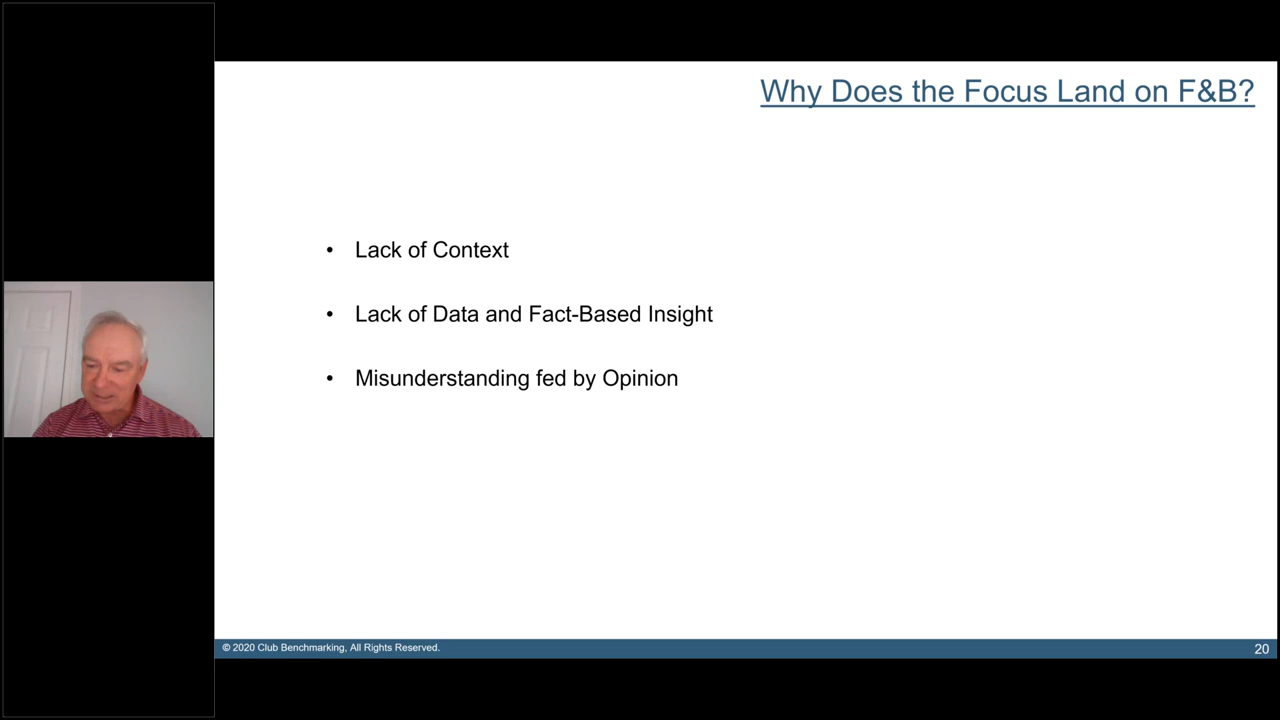 Why Does the Focus Land on F&B?
• Lack of Context
• Lack of Data and Fact-Based Insight
• Misunderstanding fed by Opinion
© 2020 Club Benchmarking, All Rights Reserved.
20